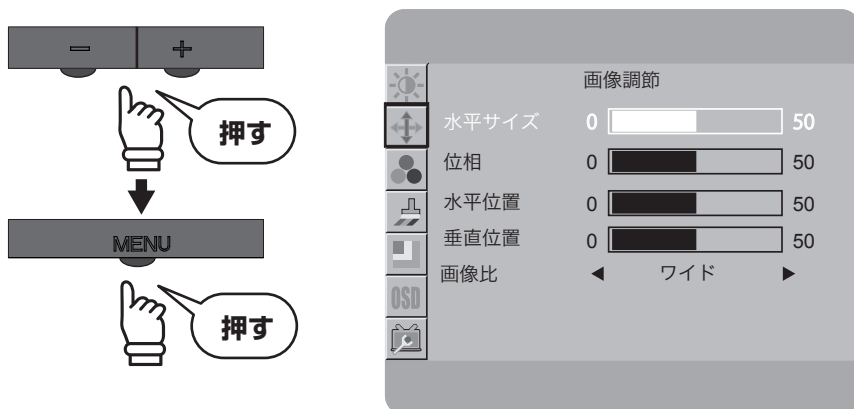 − +
押す
MENU
押す
画像調節
水平サイズ 0 50
位相 0 50
水平位置 0 50
垂直位置 0 50
画像比 ◀ ワイド ▶
OSD